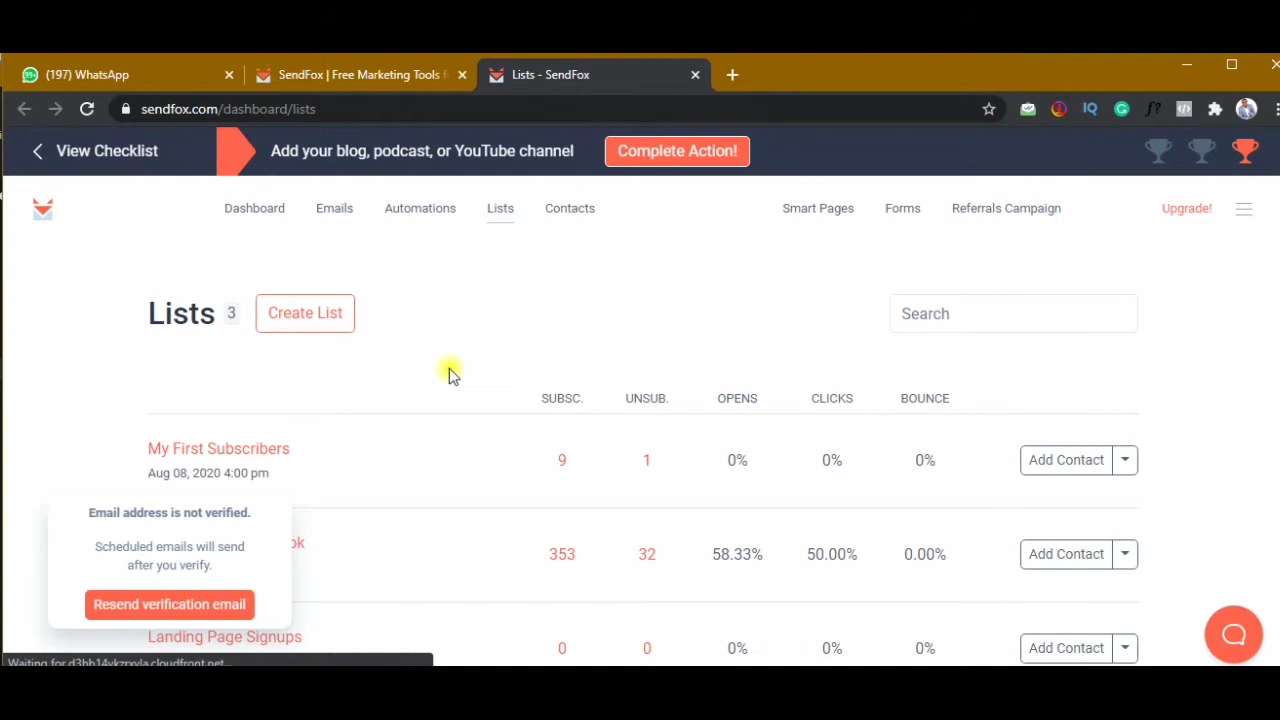 (197) WhatsApp
SendFox | Free Marketing Tools f
Lists - SendFox
sendfox.com/dashboard/lists
View Checklist
Add your blog, podcast, or YouTube channel
Complete Action!
Dashboard
Emails
Automations
Lists
Contacts
Smart Pages
Forms
Referrals Campaign
Upgrade!
Lists 3
Create List
Search
SUBSC. UNSUB. OPENS CLICKS BOUNCE
My First Subscribers
Aug 08, 2020 4:00 pm
9 1 0% 0% 0%
Add Contact
ok
353 32 58.33% 50.00% 0.00%
Add Contact
Email address is not verified.
Scheduled emails will send
after you verify.
Resend verification email
Landing Page Signups
0 0 0% 0% 0%
Add Contact